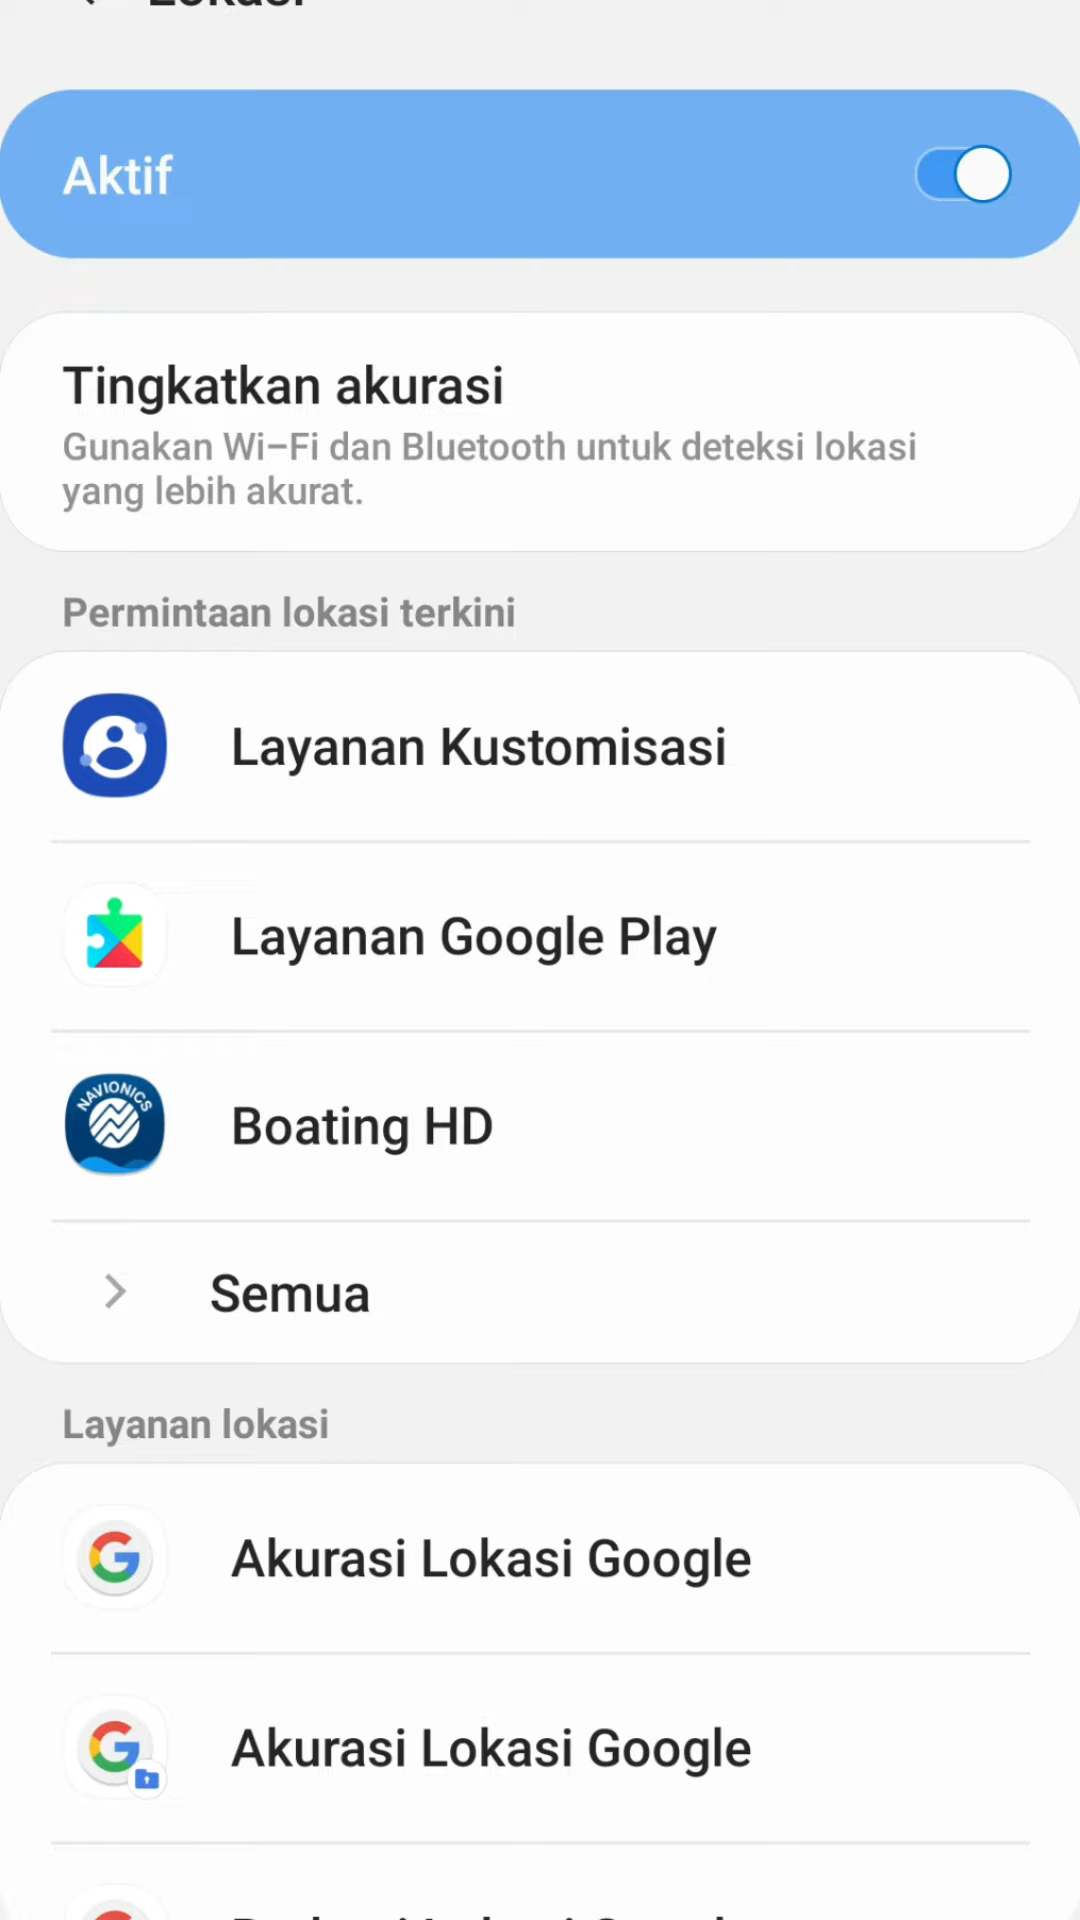 Lokasi
Aktif
Tingkatkan akurasi
Gunakan Wi-Fi dan Bluetooth untuk deteksi lokasi
yang lebih akurat.
Permintaan lokasi terkini
Layanan Kustomisasi
Layanan Google Play
NAVIONICS
Boating HD
Semua
Layanan lokasi
Akurasi Lokasi Google
Akurasi Lokasi Google